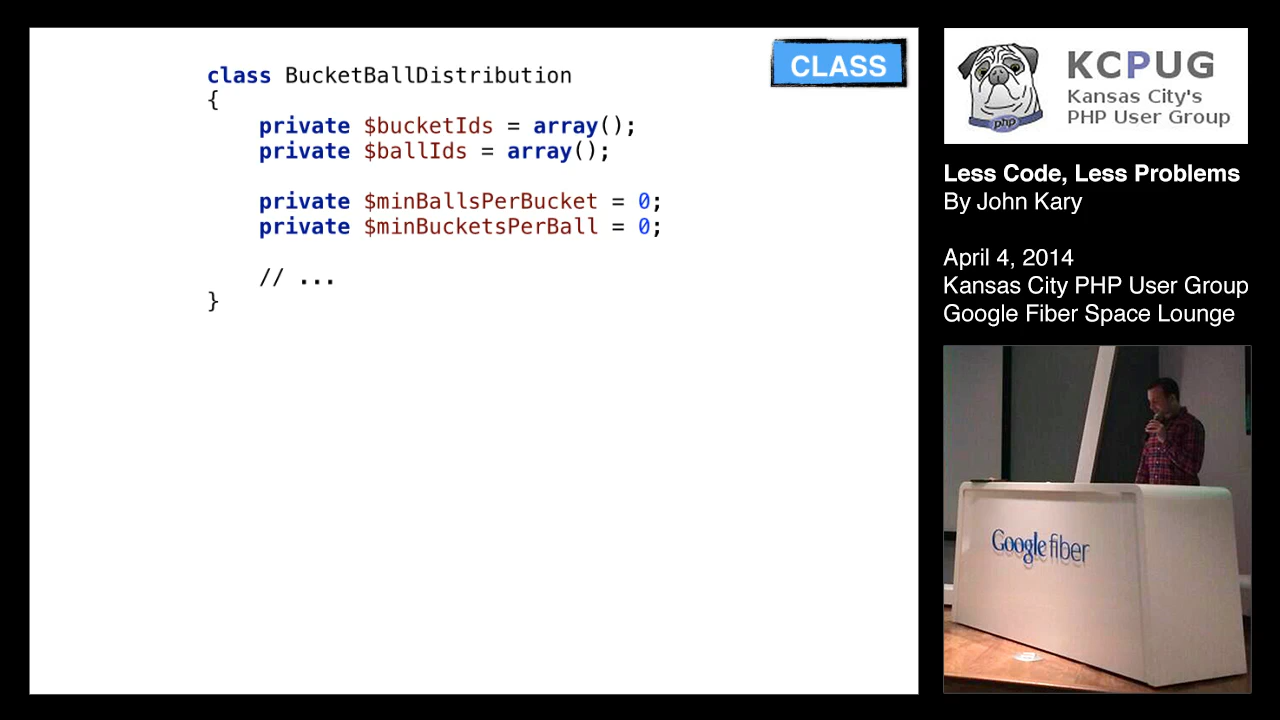 class BucketBallDistribution
{
    private $bucketIds = array();
    private $ballIds = array();
    private $minBallsPerBucket = 0;
    private $minBucketsPerBall = 0;
    // ...
}
CLASS
php
KCPUG
Kansas City's
PHP User Group
Less Code, Less Problems
By John Kary
April 4, 2014
Kansas City PHP User Group
Google Fiber Space Lounge
Google fiber